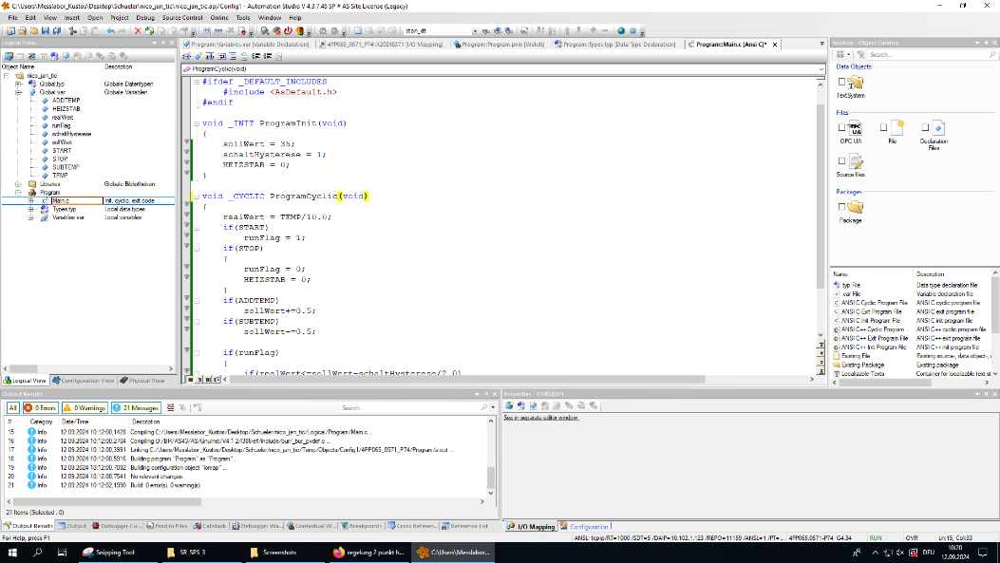 C:\Users\Messlabor_Kustos\Desktop\Schueler\nico_jan_tic\nico_jan_tic.apj/Config1 - Automation Studio V 4.3.7.46 SP # AS Site License (Legacy)
File Edit View Insert Open Project Debug Source Control Online Tools Window Help
ston_dt
Logical View
Object Name Description
nico_jan_tic
Global.typ Globale Datentypen
Global.var Globale Variablen
ADDTEMP
HEIZSTAB
realWert
runFlag
schaltHysterese
sollWert
START
STOP
SUBTEMP
TEMP
Libraries Globale Bibliotheken
Program
Main.c init, cyclic, exit code
Types.typ Local data types
Variables.var Local variables
Logical View Configuration View Physical View
Program::Variables.var [Variable Declaration] 4PP065_0571_P74::X20DI8371 [I/O Mapping] Program::Program.pvm [Watch] Program::Types.typ [Data Type Declaration] Program::Main.c [Ansi C]*
ProgramCyclic(void)
#ifdef _DEFAULT_INCLUDES
#include <AsDefault.h>
#endif
void _INIT ProgramInit(void)
{
sollWert = 35;
schaltHysterese = 1;
HEIZSTAB = 0;
}
void _CYCLIC ProgramCyclic(void)
{
realWert = TEMP/10.0;
if(START)
runFlag = 1;
if(STOP)
{
runFlag = 0;
HEIZSTAB = 0;
}
if(ADDTEMP)
sollWert+=0.5;
if(SUBTEMP)
sollWert-=0.5;
if(runFlag)
{
if(realWert<=sollWert-schaltHysterese/2.0)
Toolbox - Object Catalog
Search...
Data Objects
TextSystem
Files
OPC UA File Declaration Files
Source files
Packages
Package
Name Description
.typ File Data type declaration file
.var File Variable declaration file
ANSI C Cyclic Program File ANSI C cyclic program file
ANSI C Exit Program File ANSI C exit program file
ANSI C Init Program File ANSI C init program file
ANSI C++ Cyclic Program ... ANSI C++ cyclic program file
ANSI C++ Exit Program File ANSI C++ exit program file
ANSI C++ Init Program File ANSI C++ init program file
Existing File Existing source-, data object-, ...
Existing Package Existing package
Localizable Texts Container for localizable text s
Output Results
All 0 Errors 0 Warnings 21 Messages Search...
# Category Date/Time Description
15 Info 12.09.2024 10:12:00,1428 Compiling C:/Users/Messlabor_Kustos/Desktop/Schueler/nico_jan_tic/Logical/Program/Main.c ...
16 Info 12.09.2024 10:12:00,2704 Compiling D:/BR/AS43/AS/GnuInst/V4.1.2/i386-elf/include/bur/_bur_pvdef.c ...
17 Info 12.09.2024 10:12:00,3991 Linking C:/Users/Messlabor_Kustos/Desktop/Schueler/nico_jan_tic/Temp/Objects/Config1/4PP065_0571_P74/Program/a.out ...
18 Info 12.09.2024 10:12:00,5916 Building program "Program" as "Program" ...
19 Info 12.09.2024 10:12:00,7092 Building configuration object "Iomap" ...
20 Info 12.09.2024 10:12:00,7541 No relevant changes.
21 Info 12.09.2024 10:12:02,1990 Build: 0 error(s), 0 warning(s)
21 Items (Selected : 0)
Output Results Output Debugger Co... Find in Files Callstack Debugger Wa... Contextual W... Breakpoints Cross Referen... Reference List
Properties - X20DI8371
See in separate editor window.
I/O Mapping Configuration
For Help, press F1
ANSL: tcpip/RT=1000 /SDT=5 /DAIP=10.102.1.123 /REPO=11159 /ANSL=1 /PT=... 4PP065.0571-P74 G4.34 RUN OVR Ln:15, Col:33
Snipping Tool SR_SPS_3 Screenshots regelung 2 punkt h... C:\Users\Messlabor... DEU 10:20
12.09.2024